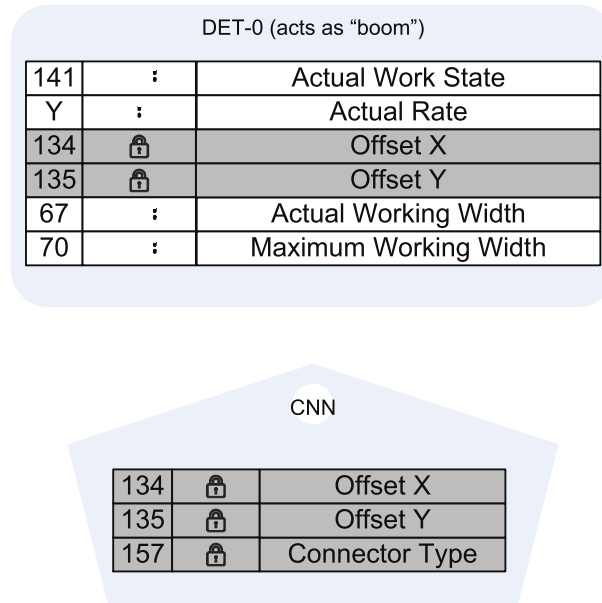 DET-0 (acts as “boom”)
141 : Actual Work State
Y : Actual Rate
134 Offset X
135 Offset Y
67 : Actual Working Width
70 : Maximum Working Width
CNN
134 Offset X
135 Offset Y
157 Connector Type